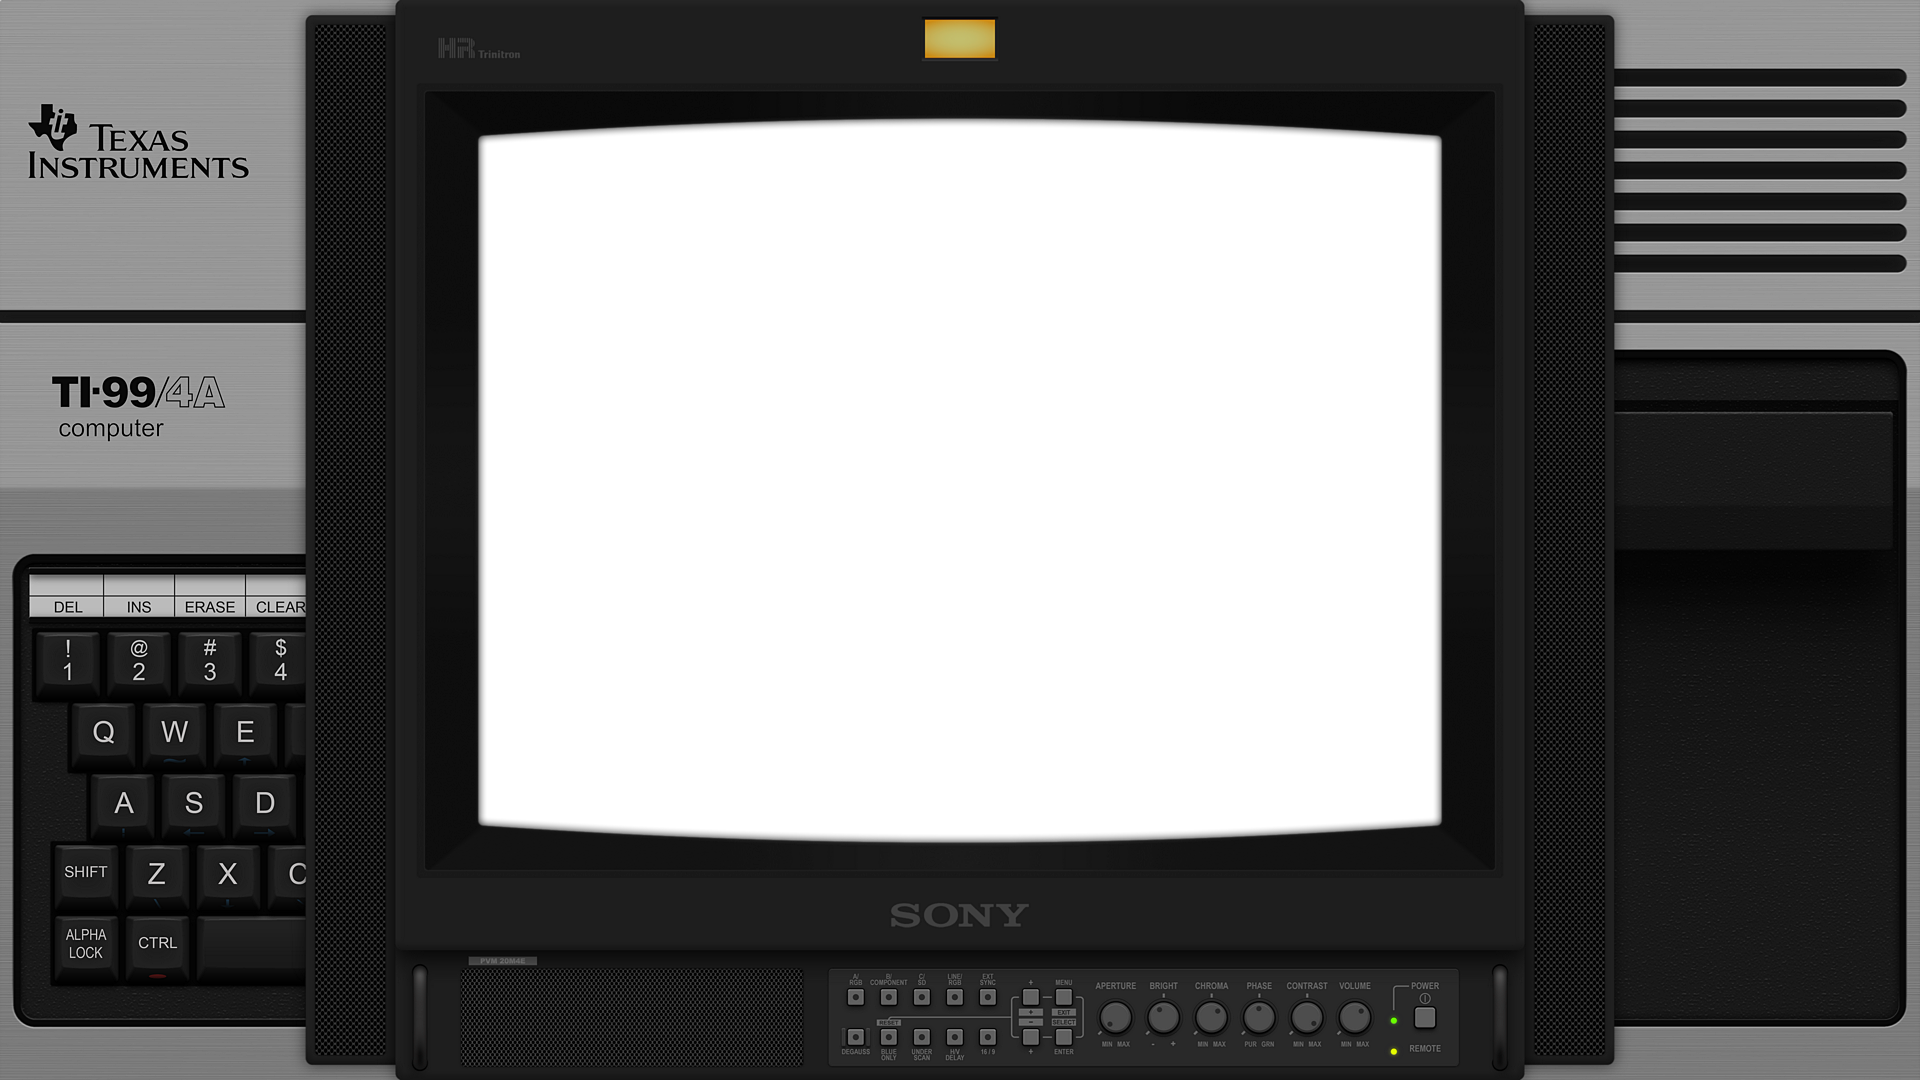 HR Trinitron
TEXAS
INSTRUMENTS
TI-99/4A
computer
DEL INS ERASE CLEAR
! @ # $
1 2 3 4
Q W E
A S D
SHIFT Z X C
ALPHA
LOCK
CTRL
SONY
PVM 20M4E
A/
RGB
B/
COMPONENT
C/
SD
LINE/
RGB
EXT
SYNC
+ MENU
+ EXIT
- SELECT
RESET
DEGAUSS
BLUE
ONLY
UNDER
SCAN
H/V
DELAY
16 / 9
+ ENTER
APERTURE BRIGHT CHROMA PHASE CONTRAST VOLUME
MIN MAX - + MIN MAX PUR GRN MIN MAX MIN MAX
POWER
REMOTE